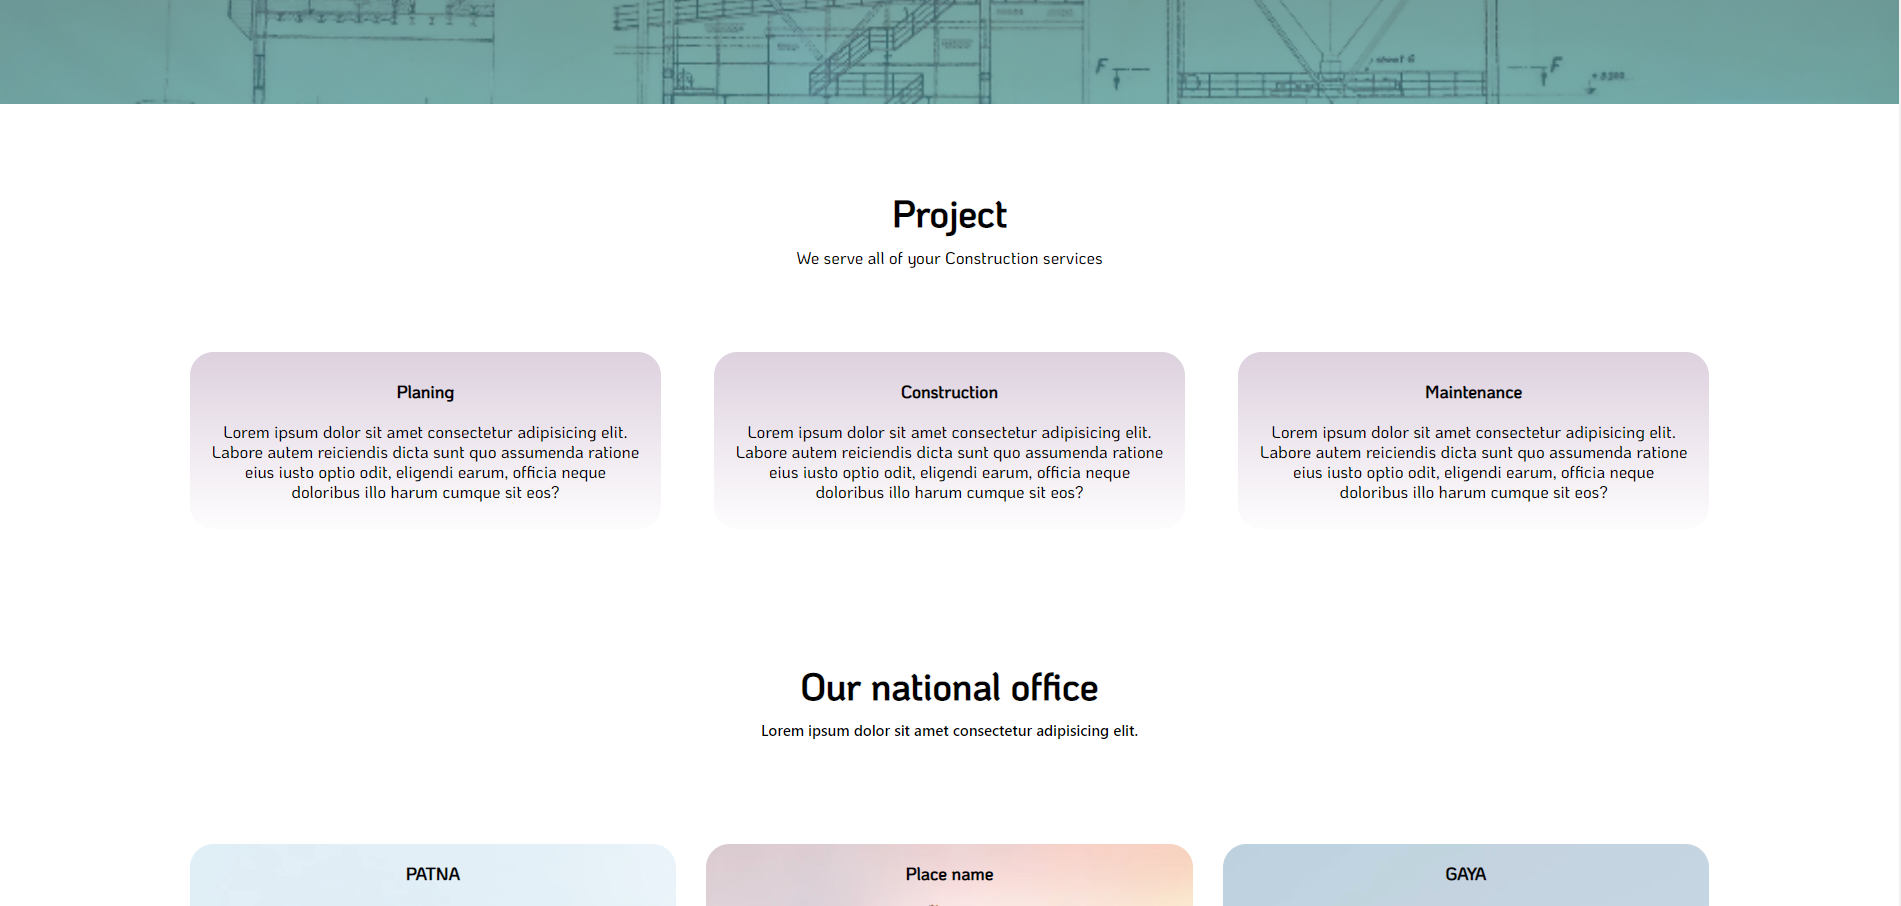 F
sheet G
F
Project
We serve all of your Construction services
Planing
Lorem ipsum dolor sit amet consectetur adipisicing elit.
Labore autem reiciendis dicta sunt quo assumenda ratione
eius iusto optio odit, eligendi earum, officia neque
doloribus illo harum cumque sit eos?
Construction
Lorem ipsum dolor sit amet consectetur adipisicing elit.
Labore autem reiciendis dicta sunt quo assumenda ratione
eius iusto optio odit, eligendi earum, officia neque
doloribus illo harum cumque sit eos?
Maintenance
Lorem ipsum dolor sit amet consectetur adipisicing elit.
Labore autem reiciendis dicta sunt quo assumenda ratione
eius iusto optio odit, eligendi earum, officia neque
doloribus illo harum cumque sit eos?
Our national office
Lorem ipsum dolor sit amet consectetur adipisicing elit.
PATNA
Place name
GAYA